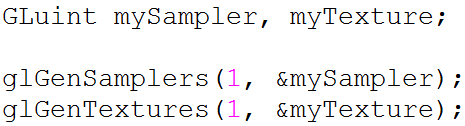 GLuint mySampler, myTexture;
glGenSamplers(1, &mySampler);
glGenTextures(1, &myTexture);